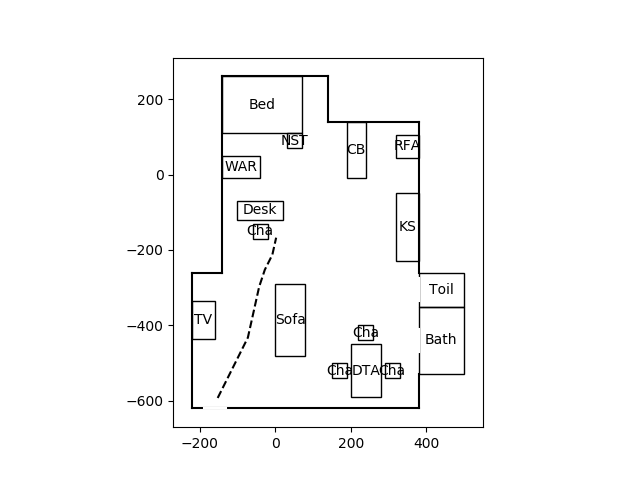 200
0
−200
−400
−600
−200
0
200
400
Bed
NST
WAR
CB
RFA
Desk
Cha
KS
Toil
TV
Sofa
Cha
Bath
Cha
DTA
Cha